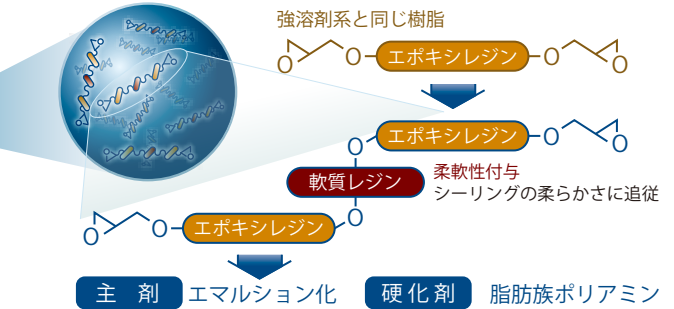 強溶剤系と同じ樹脂
O O エポキシレジン O O
O エポキシレジン O O
軟質レジン
柔軟性付与
シーリングの柔らかさに追従
O
O O エポキシレジン
主 剤 エマルション化 硬化剤 脂肪族ポリアミン